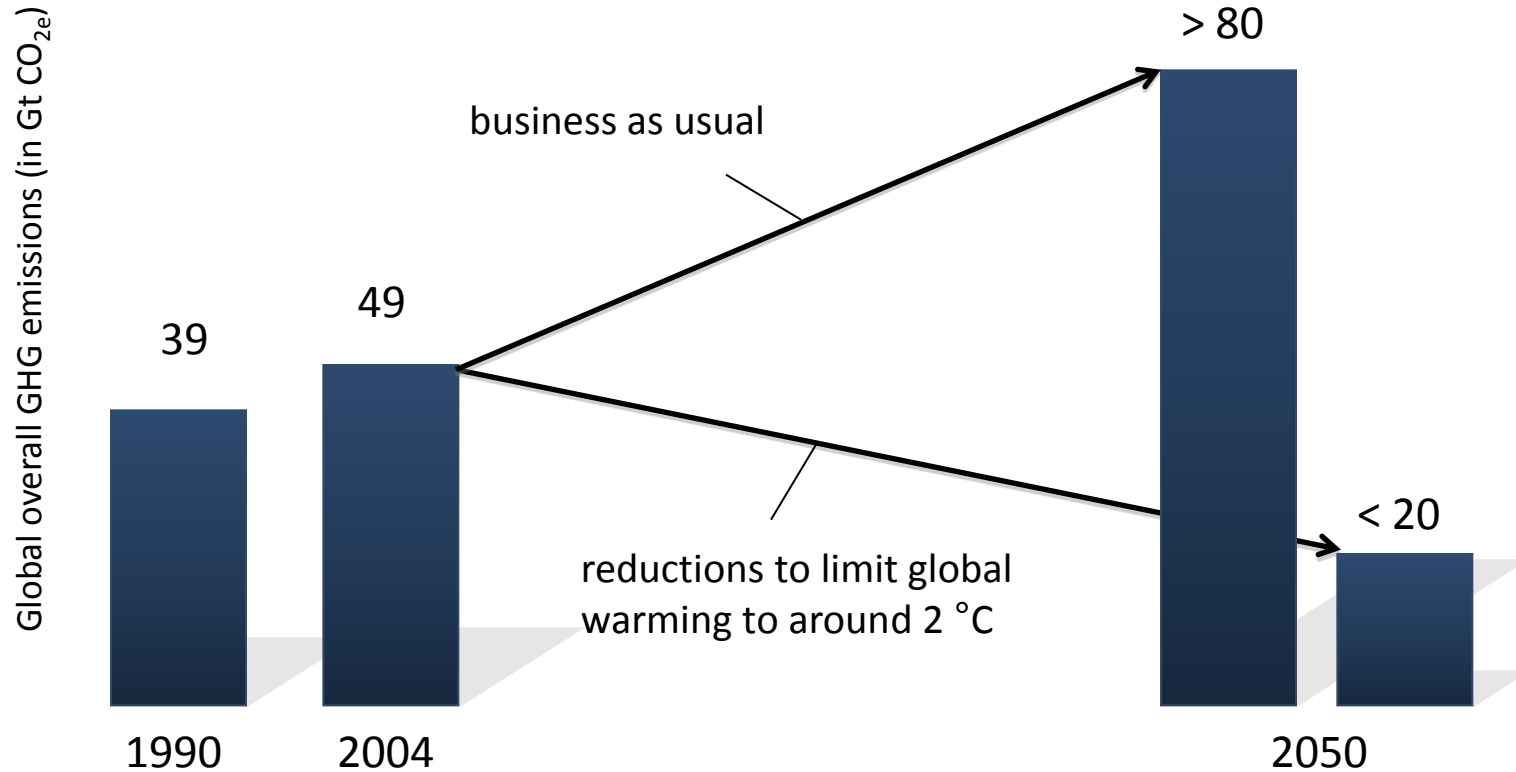 Global overall GHG emissions (in Gt CO2e)
> 80
business as usual
49
39
< 20
reductions to limit global
warming to around 2 °C
1990
2004
2050